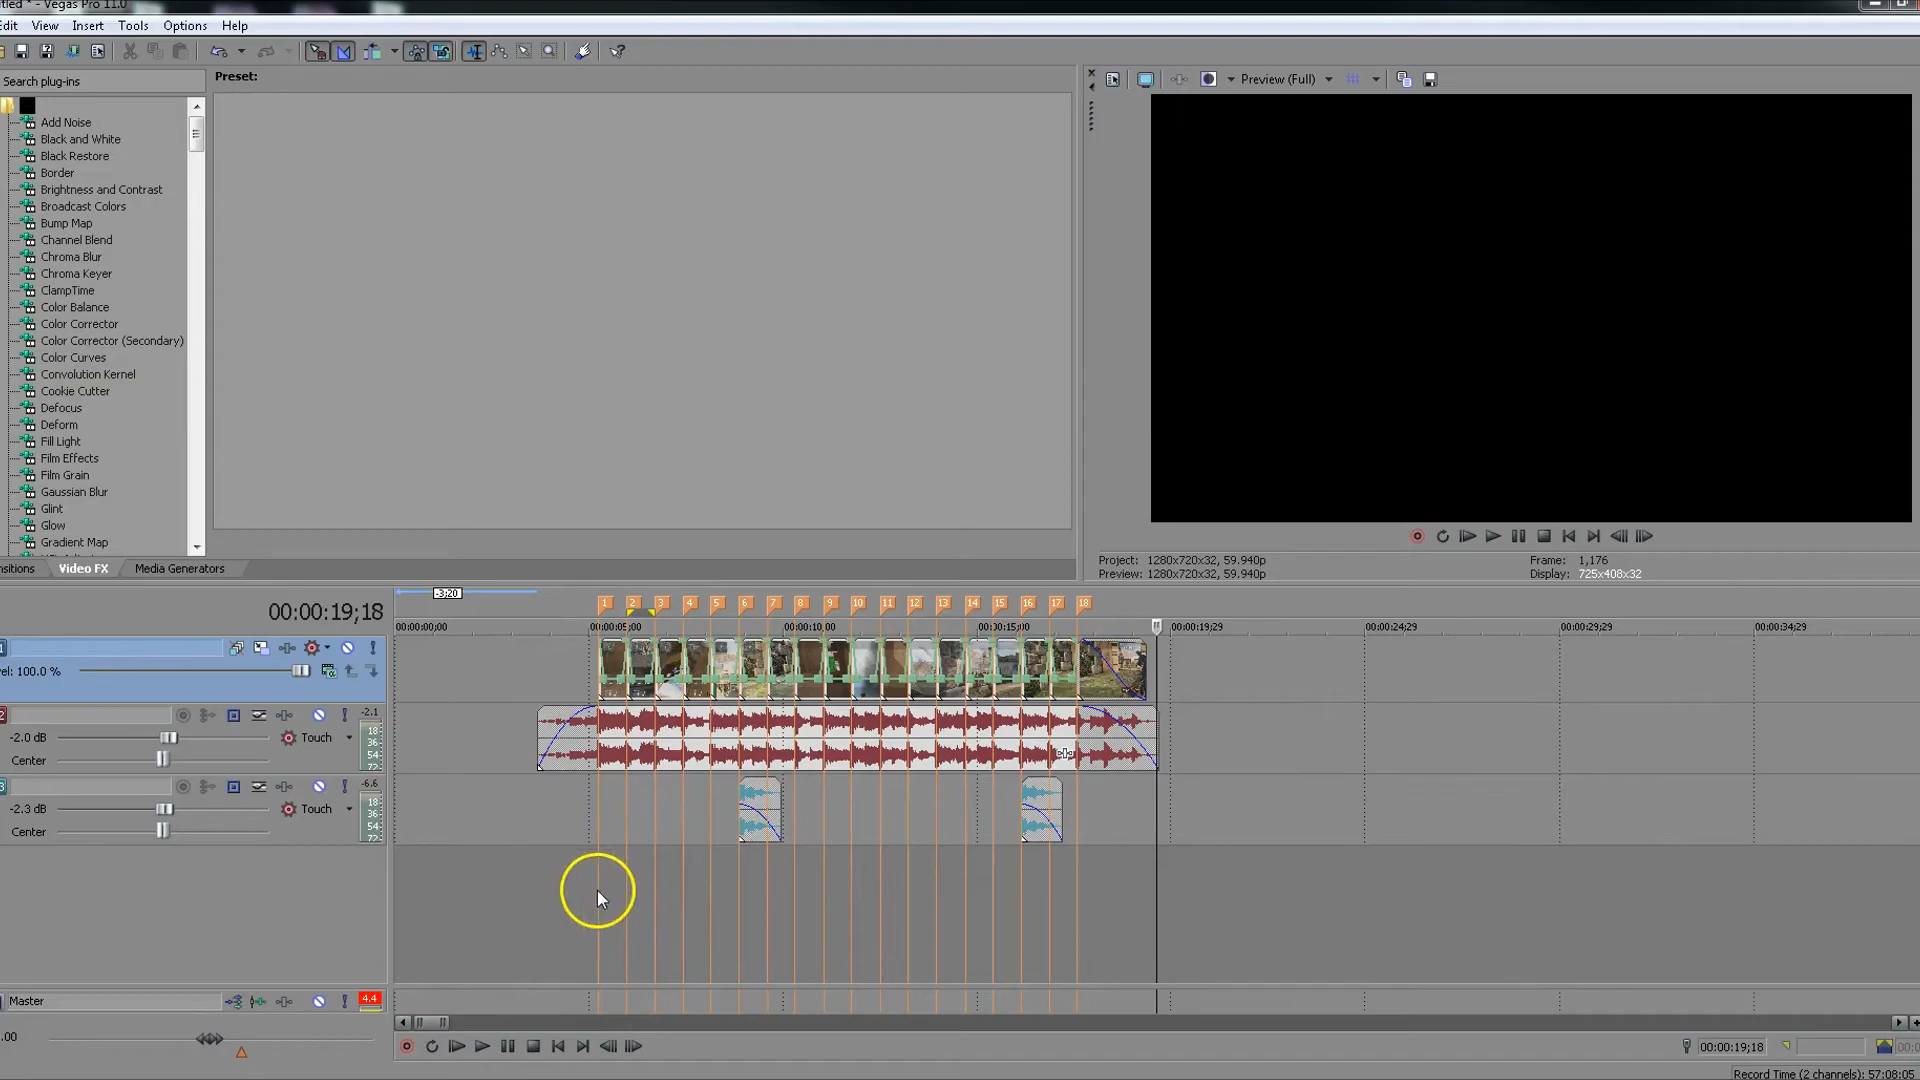 titled * - Vegas Pro 11.0
Edit View Insert Tools Options Help
Search plug-ins
Preset:
Preview (Full)
Add Noise
Black and White
Black Restore
Border
Brightness and Contrast
Broadcast Colors
Bump Map
Channel Blend
Chroma Blur
Chroma Keyer
ClampTime
Color Balance
Color Corrector
Color Corrector (Secondary)
Color Curves
Convolution Kernel
Cookie Cutter
Defocus
Deform
Fill Light
Film Effects
Film Grain
Gaussian Blur
Glint
Glow
Gradient Map
nsitions Video FX Media Generators
Project: 1280x720x32, 59.940p Frame: 1,176
Preview: 1280x720x32, 59.940p Display: 725x408x32
00:00:19;18
-3;20
1 2 3 4 5 6 7 8 9 10 11 12 13 14 15 16 17 18
00:00:00;00 00:00:05;00 00:00:10;00 00:00:15;00 00:00:19;29 00:00:24;29 00:00:29;29 00:00:34;29
1
vel: 100.0 %
2 -2.1
-2.0 dB Touch
Center
18
36
54
72
3 -6.6
-2.3 dB Touch
Center
18
36
54
72
Master 4.4
.00
00:00:19;18
Record Time (2 channels): 57:08:05